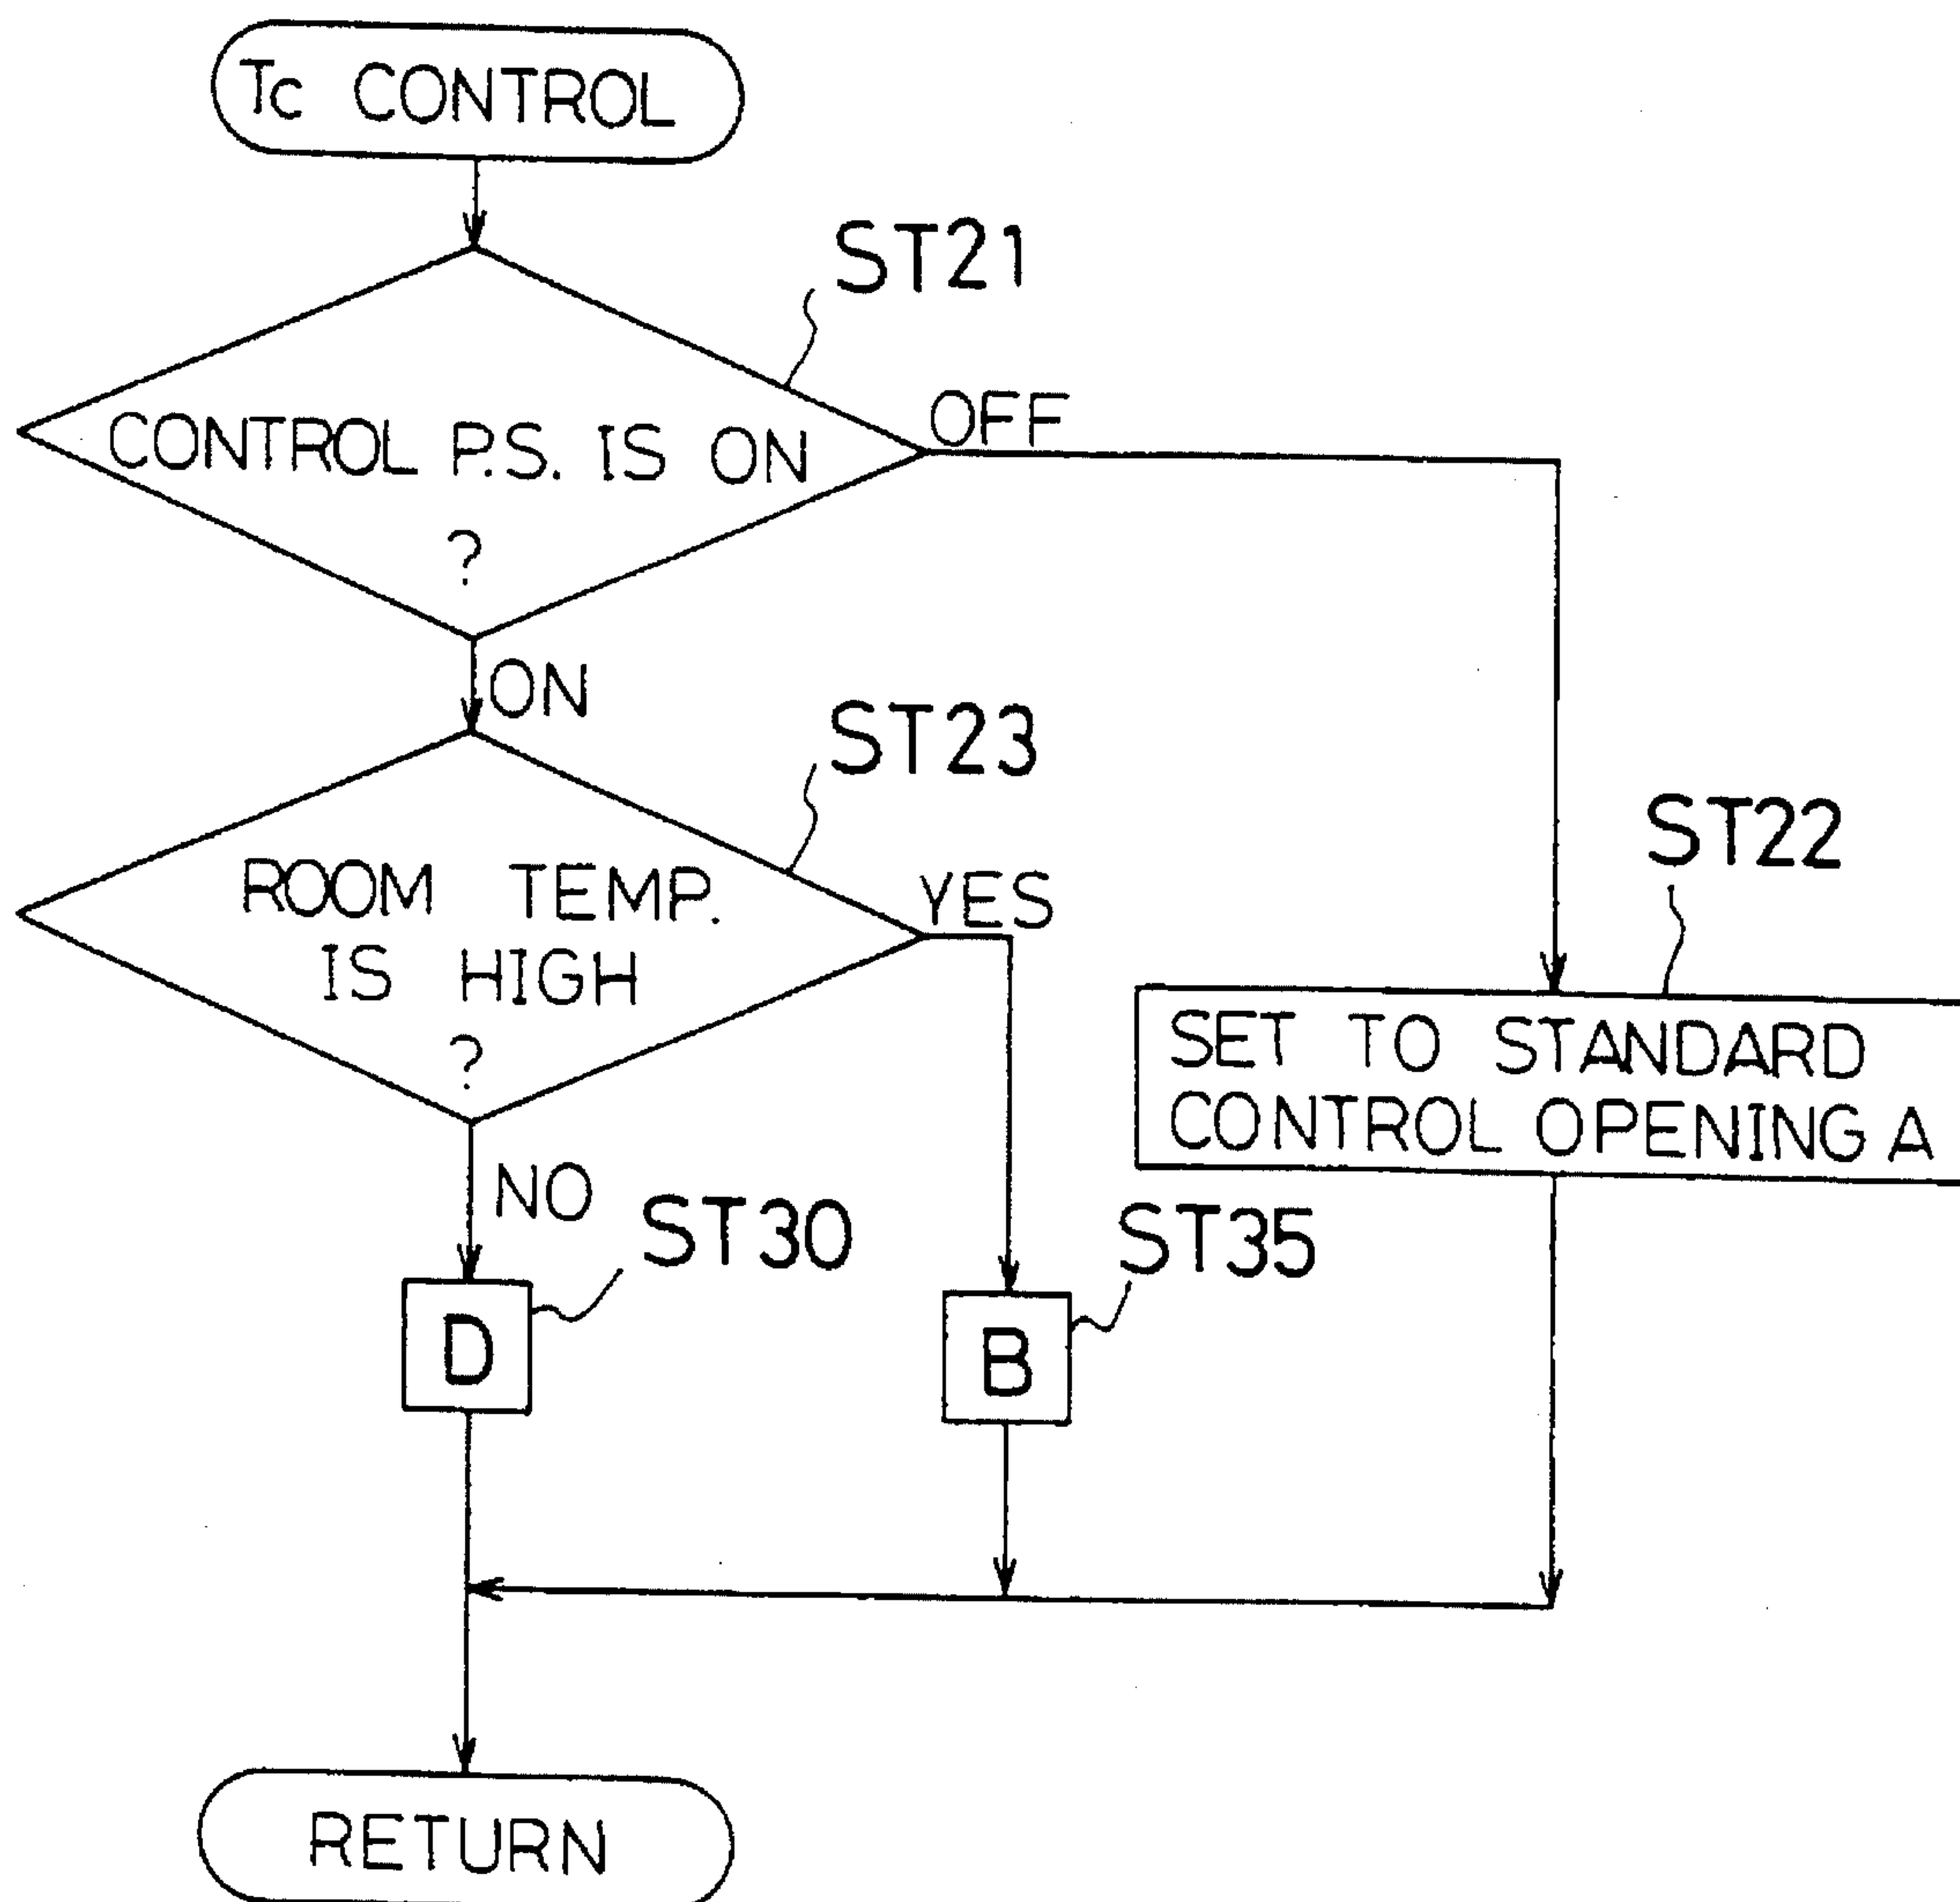 Tc CONTROL
ST21
CONTROL P.S. IS ON
?
OFF
ON
ST23
ROOM TEMP.
IS HIGH
?
YES
ST22
SET TO STANDARD
CONTROL OPENING A
NO
ST30
ST35
D
B
RETURN